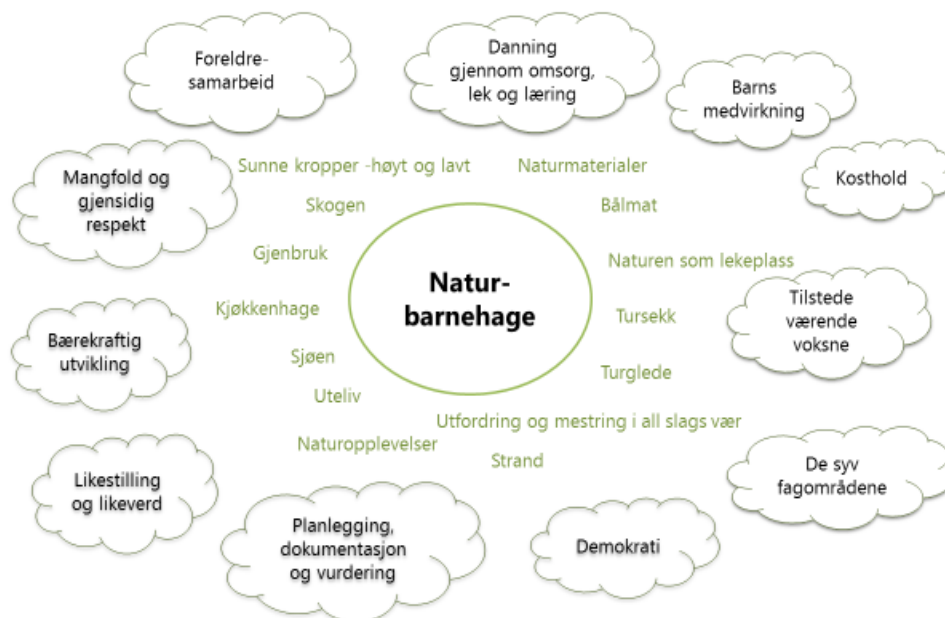 Foreldre-
samarbeid
Danning
gjennom omsorg,
lek og læring
Barns
medvirkning
Mangfold og
gjensidig
respekt
Sunne kropper -høyt og lavt
Naturmaterialer
Kosthold
Skogen
Bålmat
Gjenbruk
Naturen som lekeplass
Natur-
barnehage
Kjøkkenhage
Tursekk
Tilstede
værende
voksne
Bærekraftig
utvikling
Sjøen
Turglede
Uteliv
Utfordring og mestring i all slags vær
Naturopplevelser
Strand
Likestilling
og likeverd
De syv
fagområdene
Planlegging,
dokumentasjon
og vurdering
Demokrati